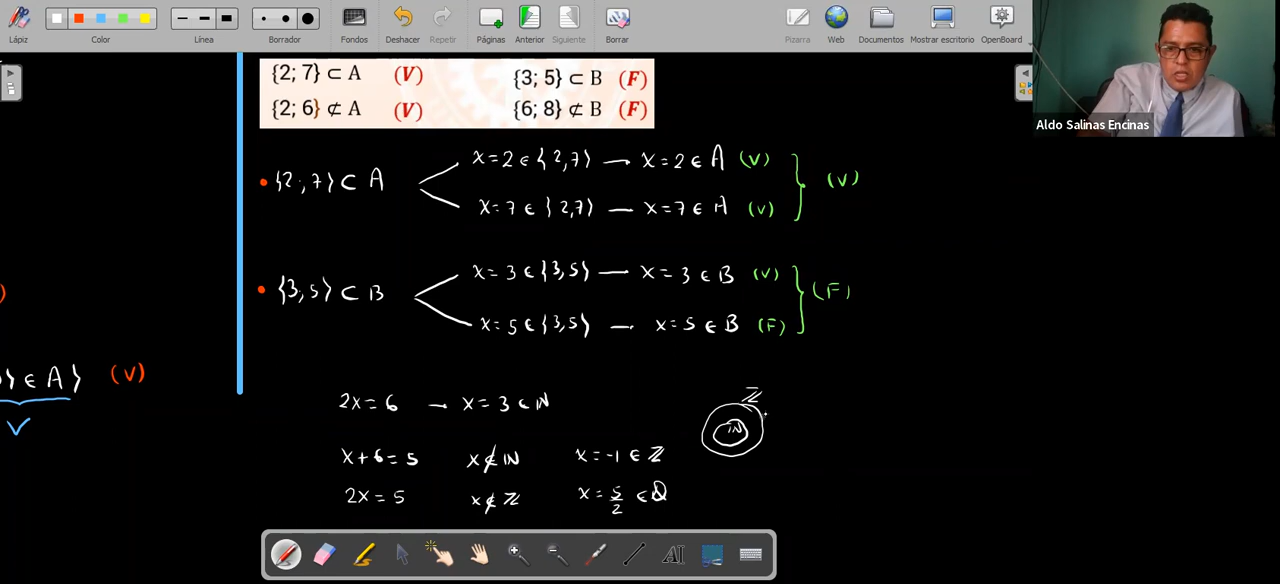 Lápiz Color Línea Borrador Fondos Deshacer Repetir Páginas Anterior Siguiente Borrar Pizarra Web Documentos Mostrar escritorio OpenBoard
Aldo Salinas Encinas
{2; 7} ⊂ A (V) {3; 5} ⊂ B (F)
{2; 6} ⊄ A (V) {6; 8} ⊄ B (F)
x=2 ∈ {2,7} — x=2 ∈ A (V)
• {2,7} ⊂ A (V)
x=7 ∈ {2,7} — x=7 ∈ A (V)
x=3 ∈ {3,5} — x=3 ∈ B (V)
• {3,5} ⊂ B (F)
x=5 ∈ {3,5} — x=5 ∈ B (F)
} ∈ A} (V)
V
2x=6 → x=3 ∈ ℕ
ℤ
ℕ
x+6=5 x∉ℕ x=-1 ∈ ℤ
2x=5 x∉ℤ x=5/2 ∈ ℚ
AI